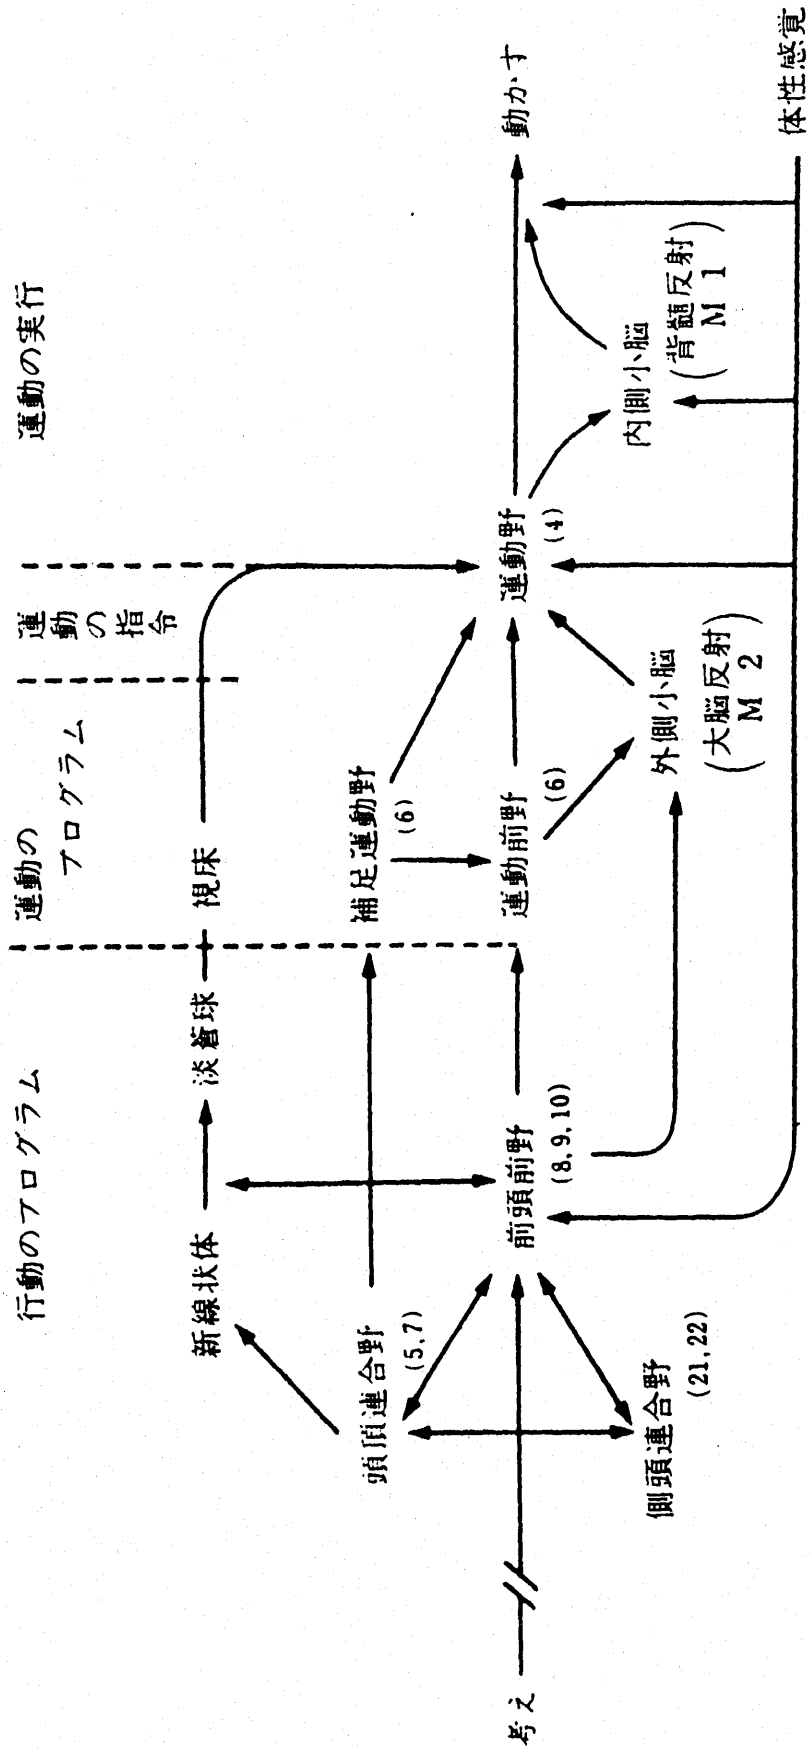 行動のプログラム
運動の
プログラム
運動
の
指令
運動の実行
新線状体
淡蒼球
視床
頭頂連合野
(5,7)
補足運動野
(6)
考え
前頭前野
(8,9,10)
運動前野
(6)
運動野
(4)
動かす
側頭連合野
(21,22)
外側小脳
(大脳反射
M 2)
内側小脳
(背髄反射
M 1)
体性感覚